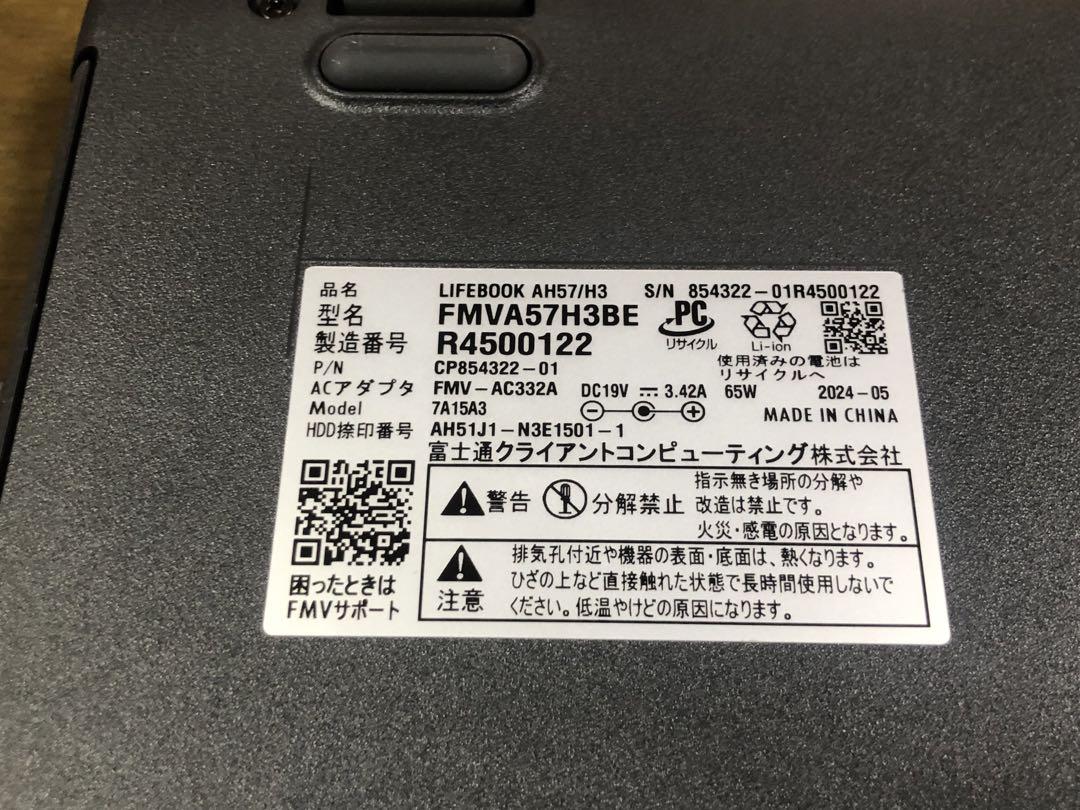 品名 LIFEBOOK AH57/H3 S/N 854322-01R4500122
型名 FMVA57H3BE PC
製造番号 R4500122 リサイクル Li-ion
使用済みの電池は
P/N CP854322-01 リサイクルへ
ACアダプタ FMV-AC332A DC19V 3.42A 65W 2024-05
Model 7A15A3 MADE IN CHINA
HDD捺印番号 AH51J1-N3E1501-1
富士通クライアントコンピューティング株式会社
警告 分解禁止
指示無き場所の分解や
改造は禁止です。
火災・感電の原因となります。
注意
排気孔付近や機器の表面・底面は、熱くなります。
ひざの上など直接触れた状態で長時間使用しないで
ください。低温やけどの原因になります。
困ったときは
FMVサポート